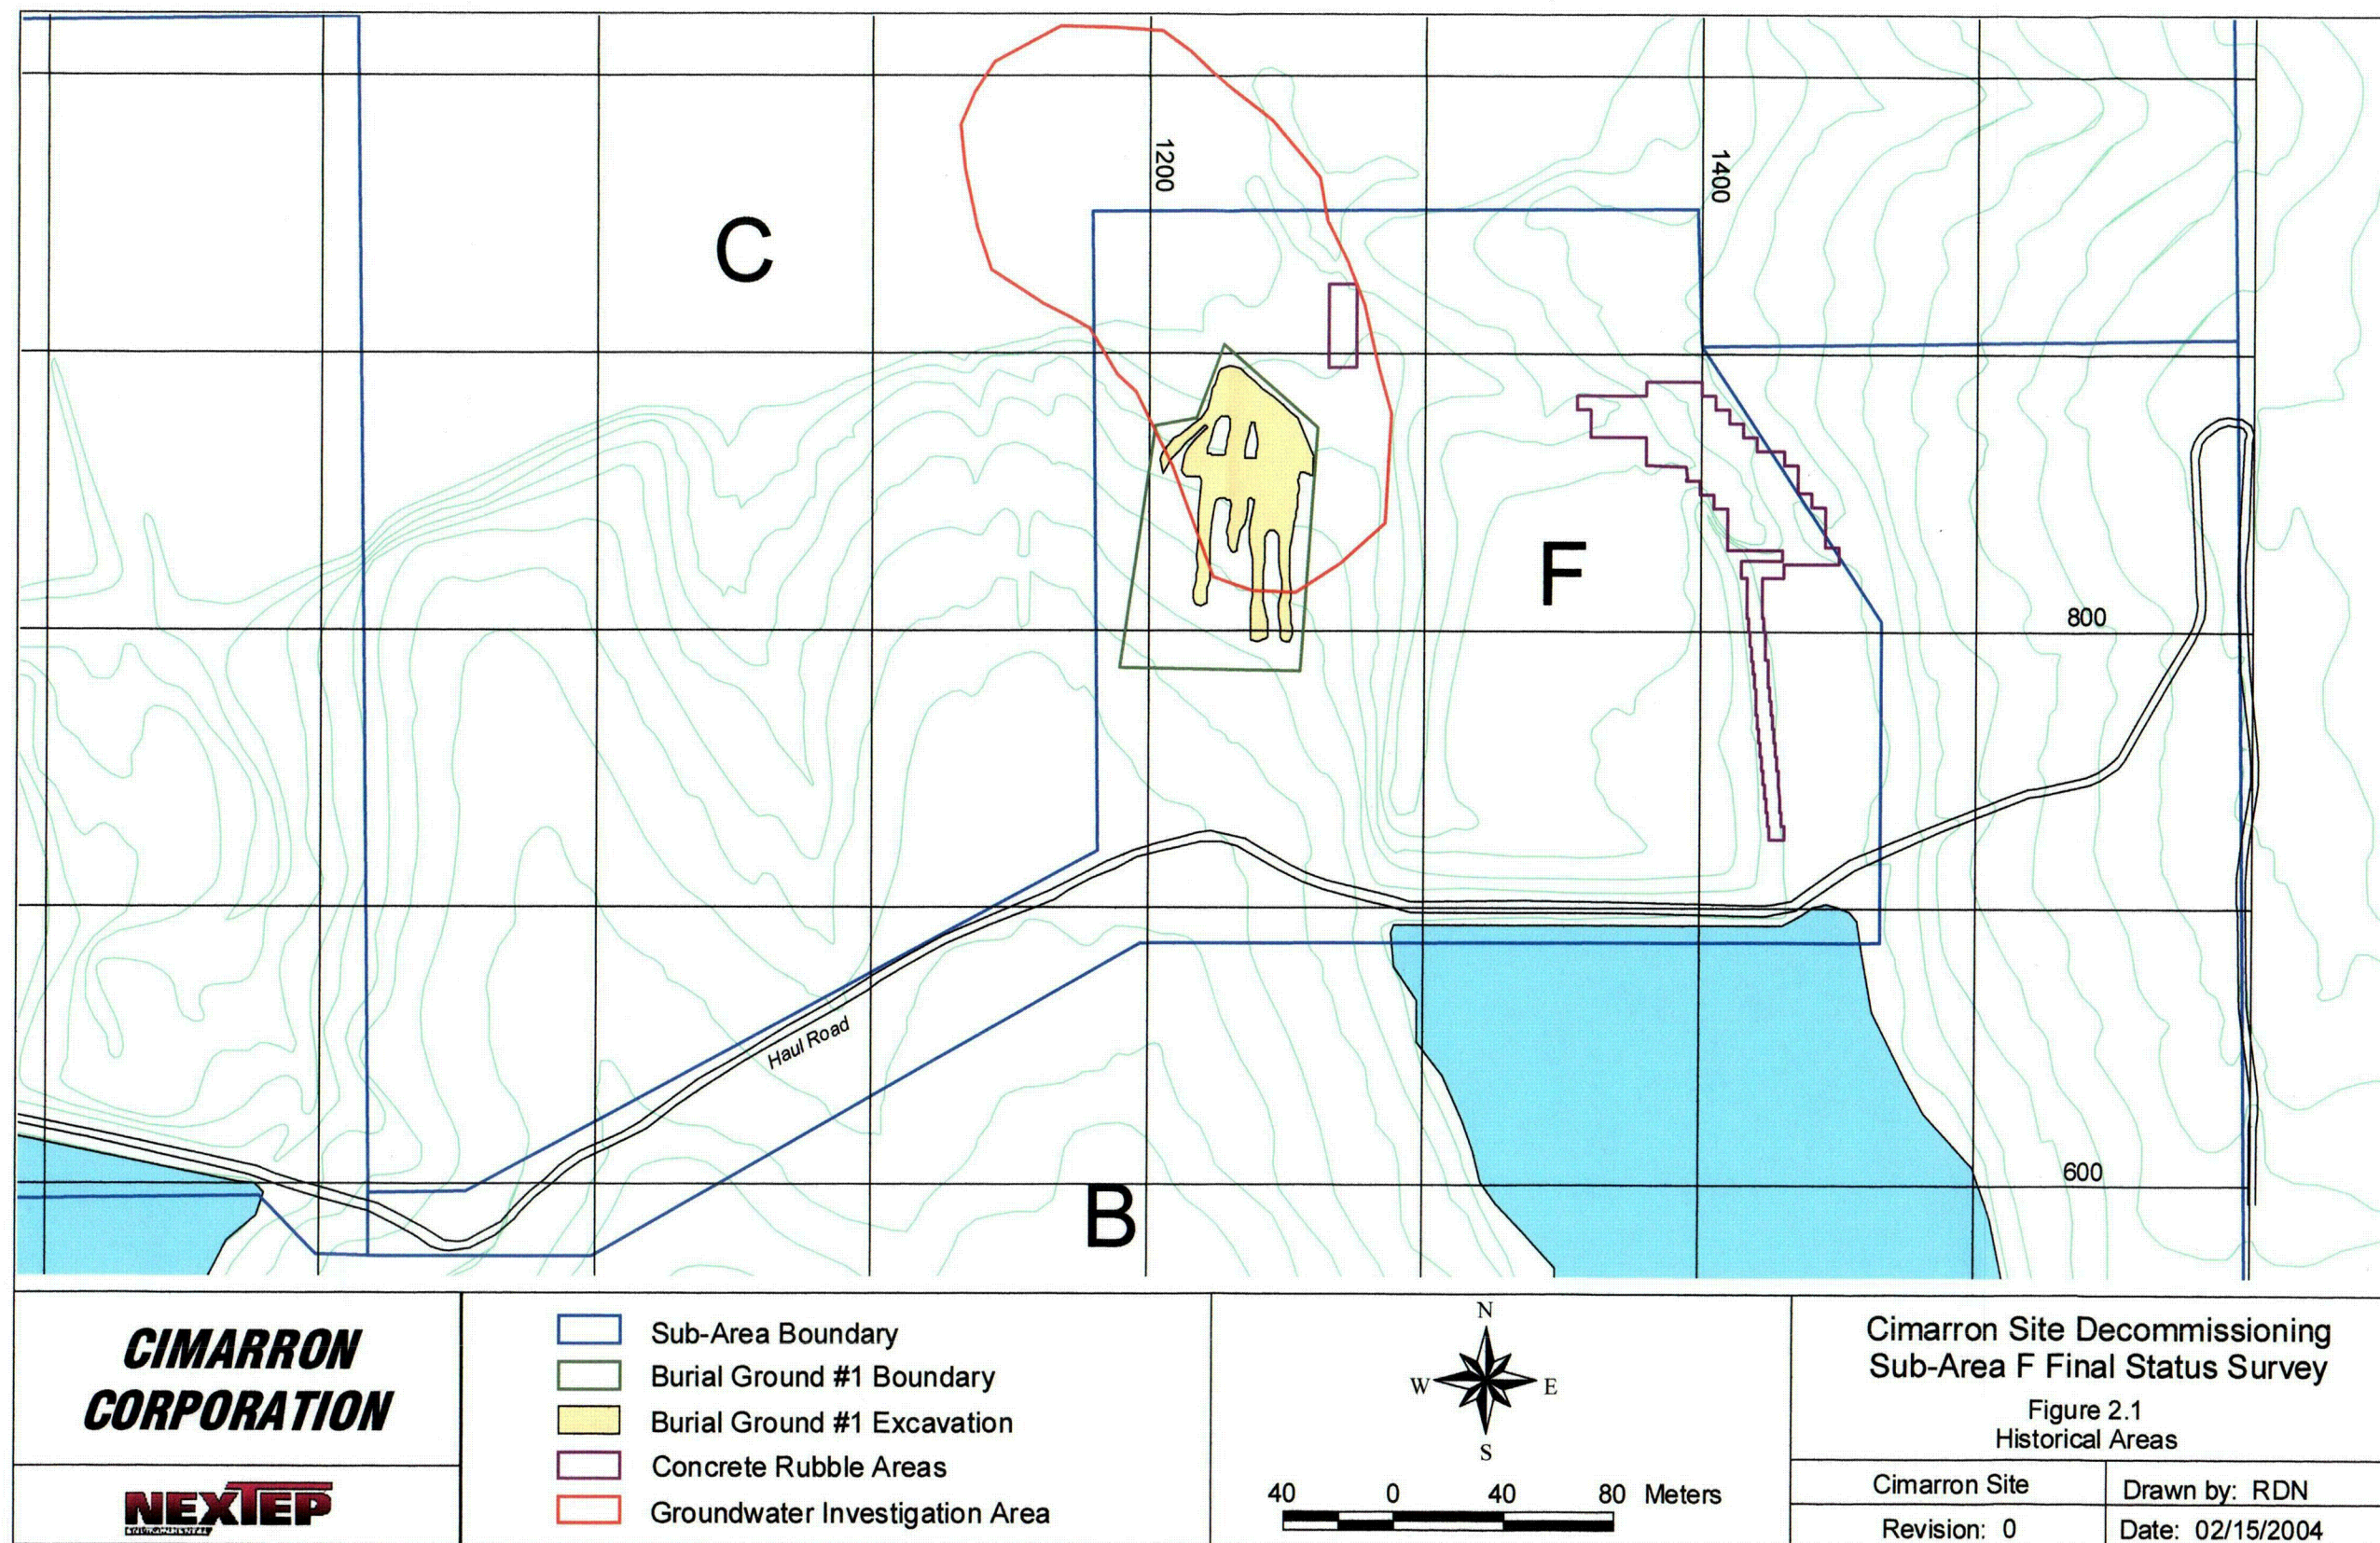 1200
1400
C
F
800
Haul Road
600
B
CIMARRON
CORPORATION
NEXTEP
ENVIRONMENTAL
Sub-Area Boundary
Burial Ground #1 Boundary
Burial Ground #1 Excavation
Concrete Rubble Areas
Groundwater Investigation Area
N
W E
S
40 0 40 80 Meters
Cimarron Site Decommissioning
Sub-Area F Final Status Survey
Figure 2.1
Historical Areas
Cimarron Site
Drawn by: RDN
Revision: 0
Date: 02/15/2004